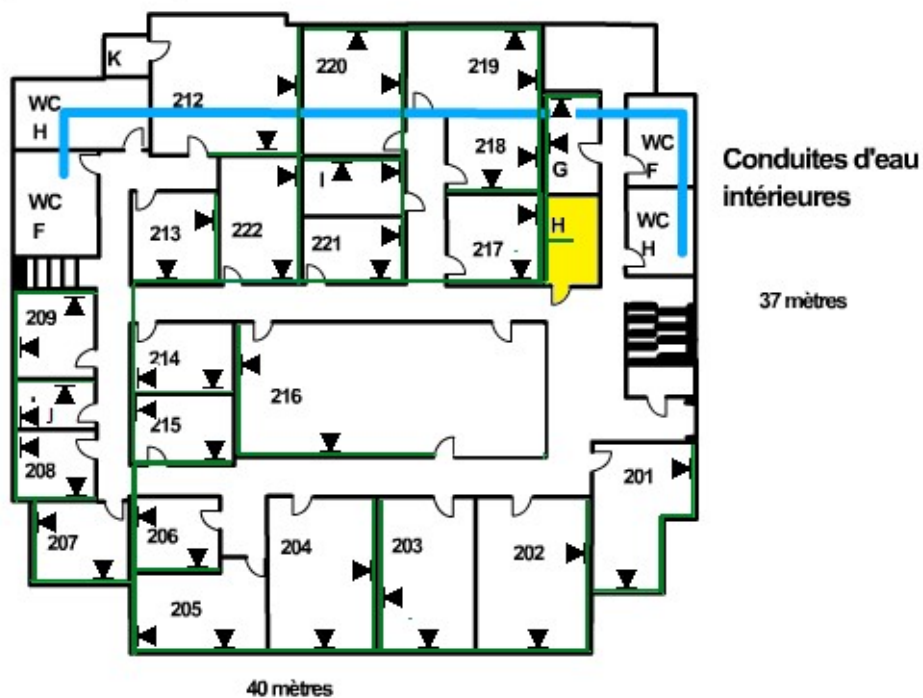 K
220
219
WC
H
212
218
WC
F
G
Conduites d'eau
intérieures
WC
F
I
213
222
221
217
H
WC
H
37 mètres
209
214
216
J
215
208
201
207
206
204
203
202
205
40 mètres